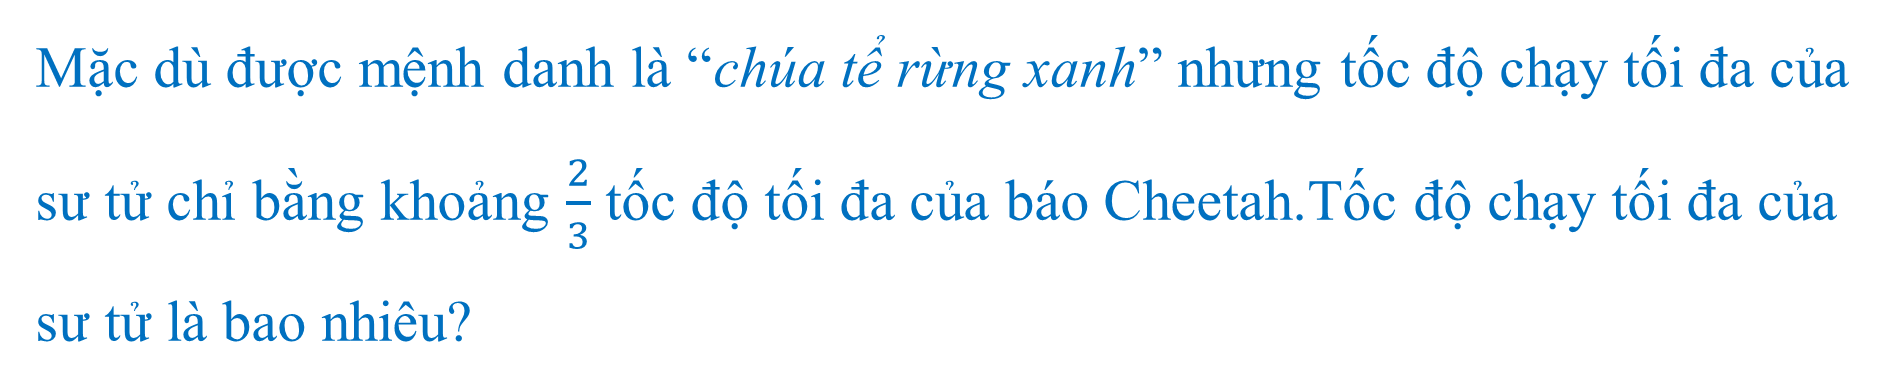 Mặc dù được mệnh danh là “chúa tể rừng xanh” nhưng tốc độ chạy tối đa của
sư tử chỉ bằng khoảng 2/3 tốc độ tối đa của báo Cheetah.Tốc độ chạy tối đa của
sư tử là bao nhiêu?